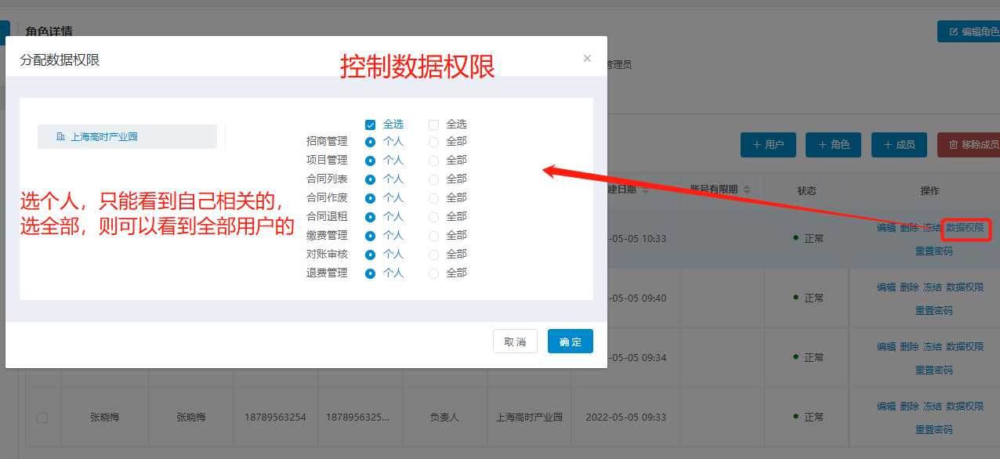 角色详情
编辑角色
分配数据权限
控制数据权限
管理员
上海高时产业园
全选 全选
招商管理 个人 全部
项目管理 个人 全部
合同列表 个人 全部
合同作废 个人 全部
合同退租 个人 全部
缴费管理 个人 全部
对账审核 个人 全部
退费管理 个人 全部
选个人，只能看到自己相关的，
选全部，则可以看到全部用户的
取消 确定
+ 用户 + 角色 + 成员 移除成员
建日期 账号有限期 状态 操作
-05-05 10:33 正常 编辑 删除 冻结 数据权限
重置密码
-05-05 09:40 正常 编辑 删除 冻结 数据权限
重置密码
-05-05 09:34 正常 编辑 删除 冻结 数据权限
重置密码
张晓梅 张晓梅 18789563254 1878956325... 负责人 上海高时产业园 2022-05-05 09:33 正常 编辑 删除 冻结 数据权限
重置密码